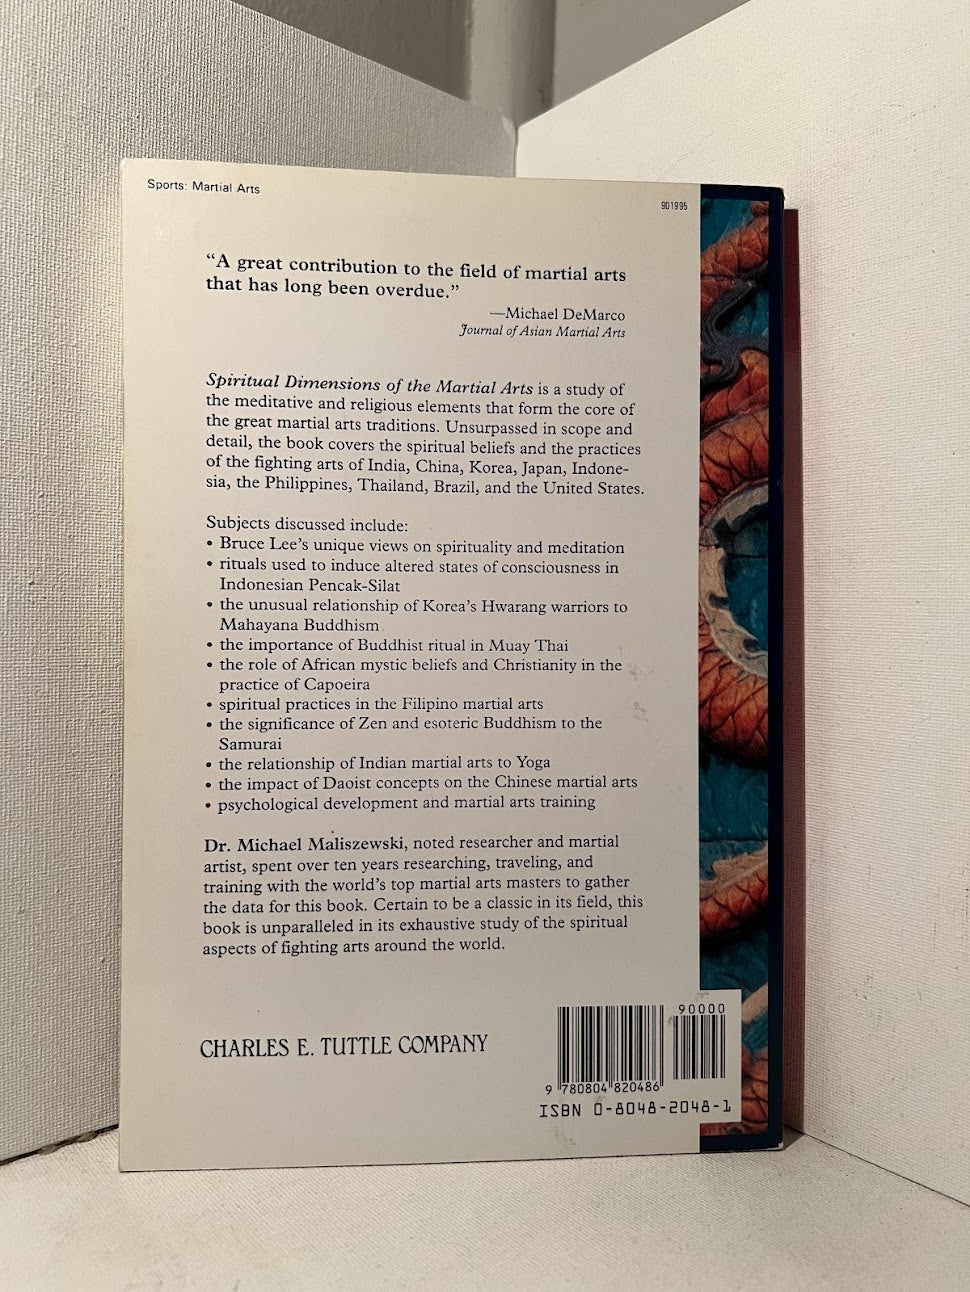 Sports: Martial Arts
901995
“A great contribution to the field of martial arts
that has long been overdue.”
—Michael DeMarco
Journal of Asian Martial Arts
Spiritual Dimensions of the Martial Arts is a study of
the meditative and religious elements that form the core of
the great martial arts traditions. Unsurpassed in scope and
detail, the book covers the spiritual beliefs and the practices
of the fighting arts of India, China, Korea, Japan, Indone-
sia, the Philippines, Thailand, Brazil, and the United States.
Subjects discussed include:
• Bruce Lee’s unique views on spirituality and meditation
• rituals used to induce altered states of consciousness in
Indonesian Pencak-Silat
• the unusual relationship of Korea’s Hwarang warriors to
Mahayana Buddhism
• the importance of Buddhist ritual in Muay Thai
• the role of African mystic beliefs and Christianity in the
practice of Capoeira
• spiritual practices in the Filipino martial arts
• the significance of Zen and esoteric Buddhism to the
Samurai
• the relationship of Indian martial arts to Yoga
• the impact of Daoist concepts on the Chinese martial arts
• psychological development and martial arts training
Dr. Michael Maliszewski, noted researcher and martial
artist, spent over ten years researching, traveling, and
training with the world’s top martial arts masters to gather
the data for this book. Certain to be a classic in its field, this
book is unparalleled in its exhaustive study of the spiritual
aspects of fighting arts around the world.
CHARLES E. TUTTLE COMPANY
90000
9 780804 820486
ISBN 0-8048-2048-1